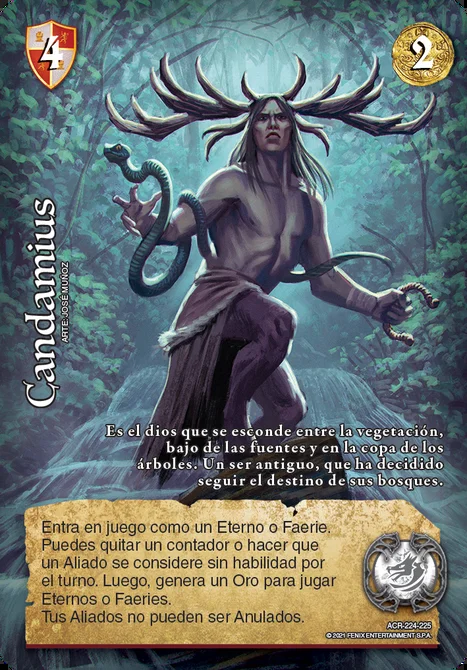 4
2
Candamius
ARTE: JOSÉ MUÑOZ
Es el dios que se esconde entre la vegetación,
bajo de las fuentes y en la copa de los
árboles. Un ser antiguo, que ha decidido
seguir el destino de sus bosques.
Entra en juego como un Eterno o Faerie.
Puedes quitar un contador o hacer que
un Aliado se considere sin habilidad por
el turno. Luego, genera un Oro para jugar
Eternos o Faeries.
Tus Aliados no pueden ser Anulados.
ACR-224-225
© 2021 FENIX ENTERTAINMENT S.P.A.